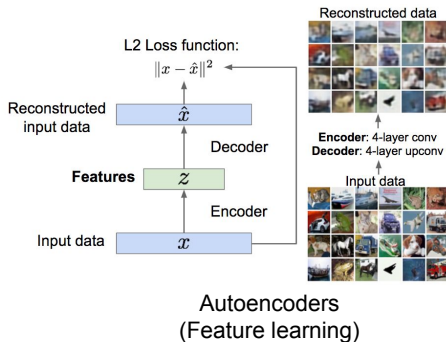 L2 Loss function:
‖x − x̂‖²
Reconstructed
input data
x̂
Decoder
Features
z
Encoder
Input data
x
Reconstructed data
Encoder: 4-layer conv
Decoder: 4-layer upconv
Input data
Autoencoders
(Feature learning)